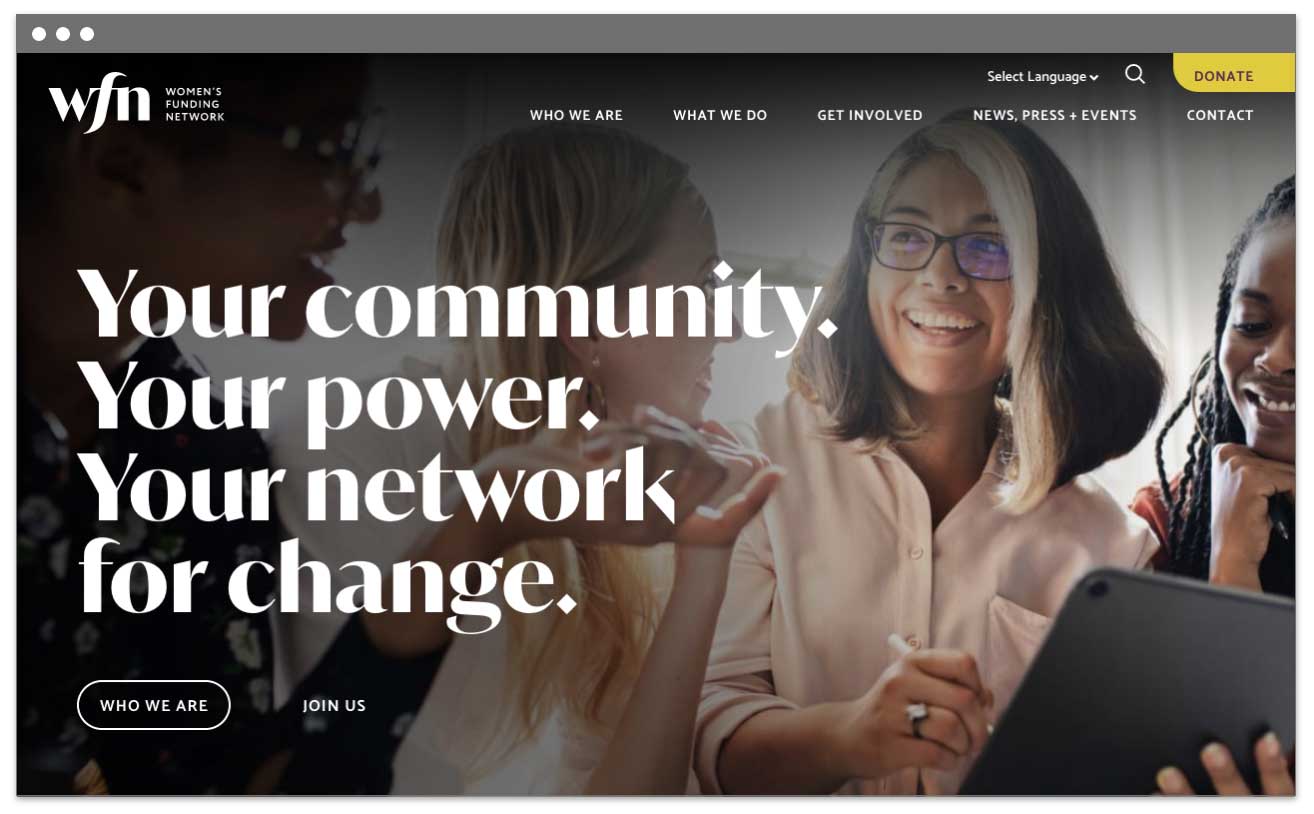 wfn
WOMEN'S
FUNDING
NETWORK
Select Language
DONATE
WHO WE ARE
WHAT WE DO
GET INVOLVED
NEWS, PRESS + EVENTS
CONTACT
Your community.
Your power.
Your network
for change.
WHO WE ARE
JOIN US